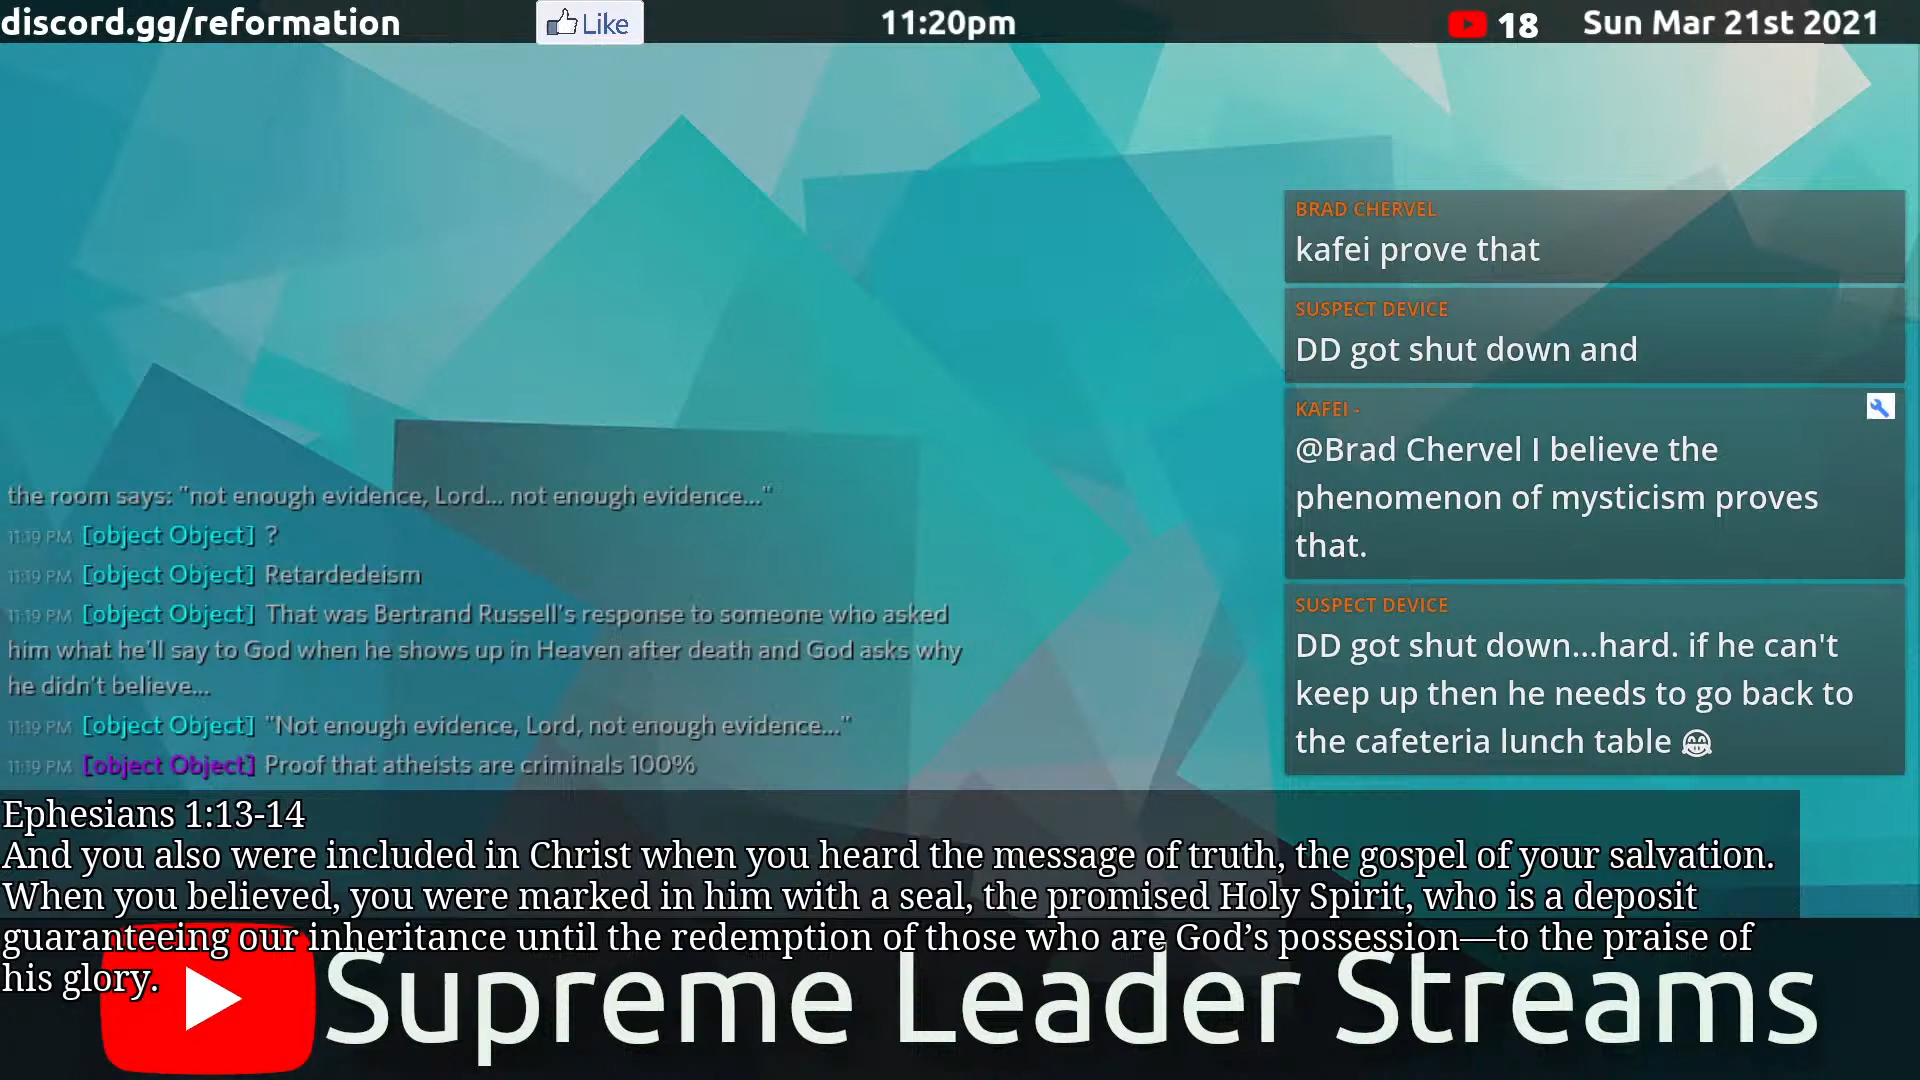 discord.gg/reformation
Like
11:20pm
18
Sun Mar 21st 2021
BRAD CHERVEL
kafei prove that
SUSPECT DEVICE
DD got shut down and
KAFEI -
@Brad Chervel I believe the
phenomenon of mysticism proves
that.
SUSPECT DEVICE
DD got shut down...hard. if he can't
keep up then he needs to go back to
the cafeteria lunch table 😂
the room says: "not enough evidence, Lord... not enough evidence..."
11:19 PM [object Object] ?
11:19 PM [object Object] Retardedeism
11:19 PM [object Object] That was Bertrand Russell's response to someone who asked
him what he'll say to God when he shows up in Heaven after death and God asks why
he didn't believe...
11:19 PM [object Object] "Not enough evidence, Lord, not enough evidence..."
11:19 PM [object Object] Proof that atheists are criminals 100%
Ephesians 1:13-14
And you also were included in Christ when you heard the message of truth, the gospel of your salvation.
When you believed, you were marked in him with a seal, the promised Holy Spirit, who is a deposit
guaranteeing our inheritance until the redemption of those who are God’s possession—to the praise of
his glory.
Supreme Leader Streams